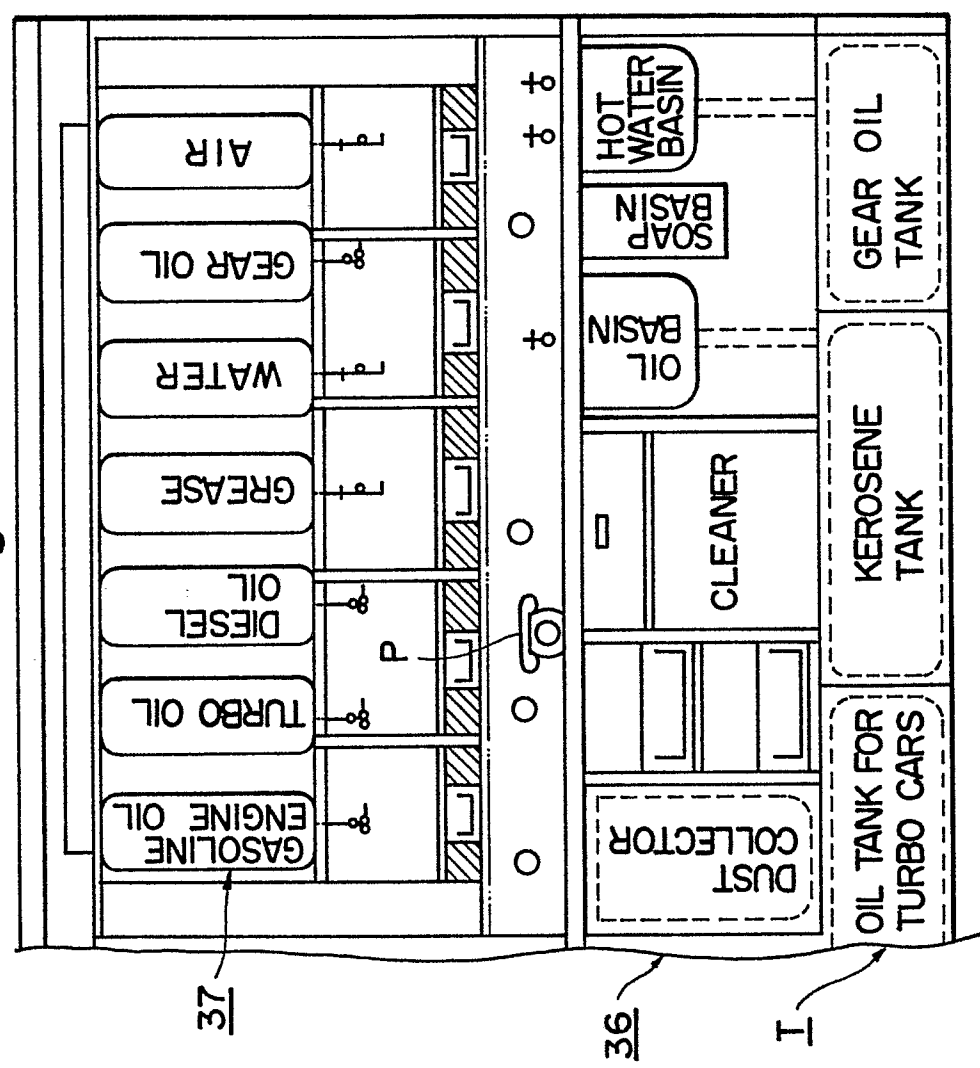 AIR
GEAR OIL
WATER
GREASE
DIESEL
OIL
TURBO OIL
GASOLINE
ENGINE OIL
37
P
HOT
WATER
BASIN
SOAP
BASIN
OIL
BASIN
CLEANER
DUST
COLLECTOR
36
GEAR OIL
TANK
KEROSENE
TANK
OIL TANK FOR
TURBO CARS
T